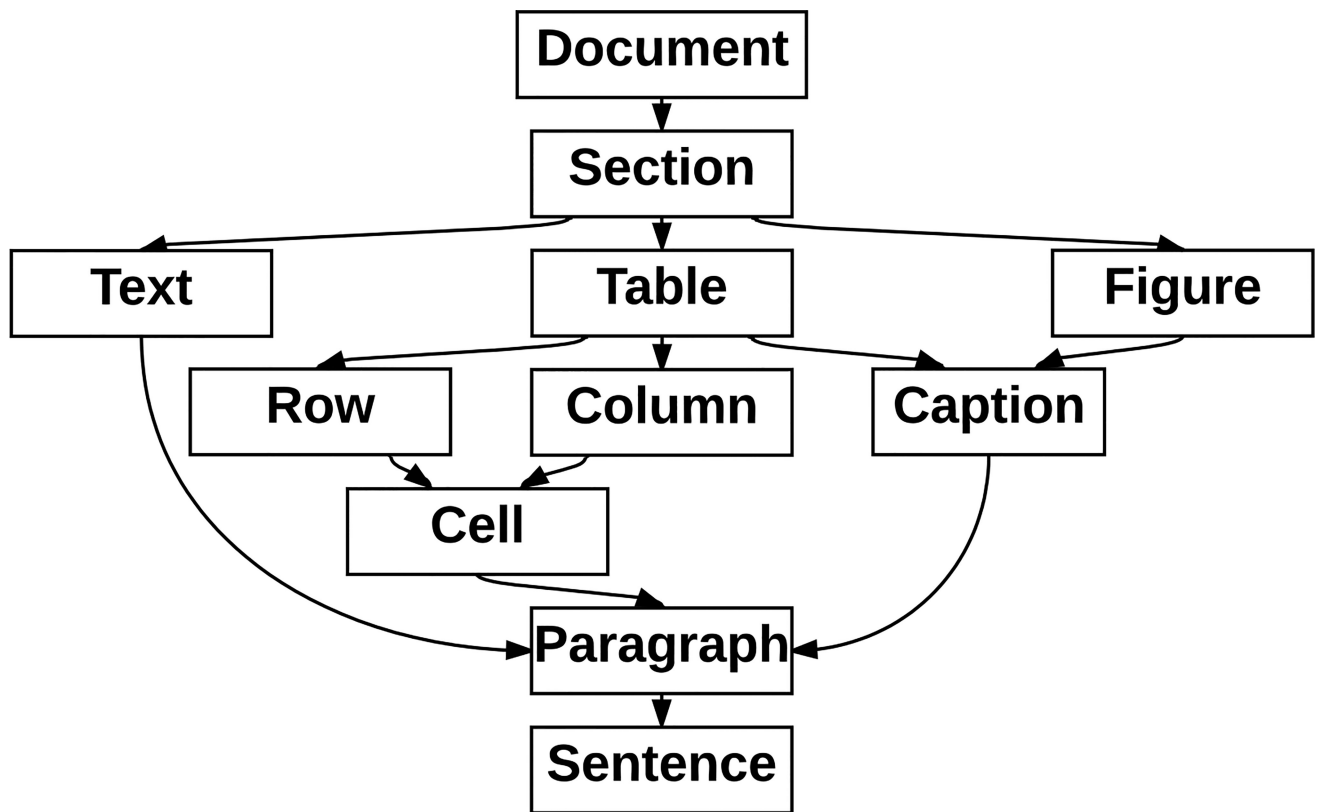 Document
Section
Text
Table
Figure
Row
Column
Caption
Cell
Paragraph
Sentence